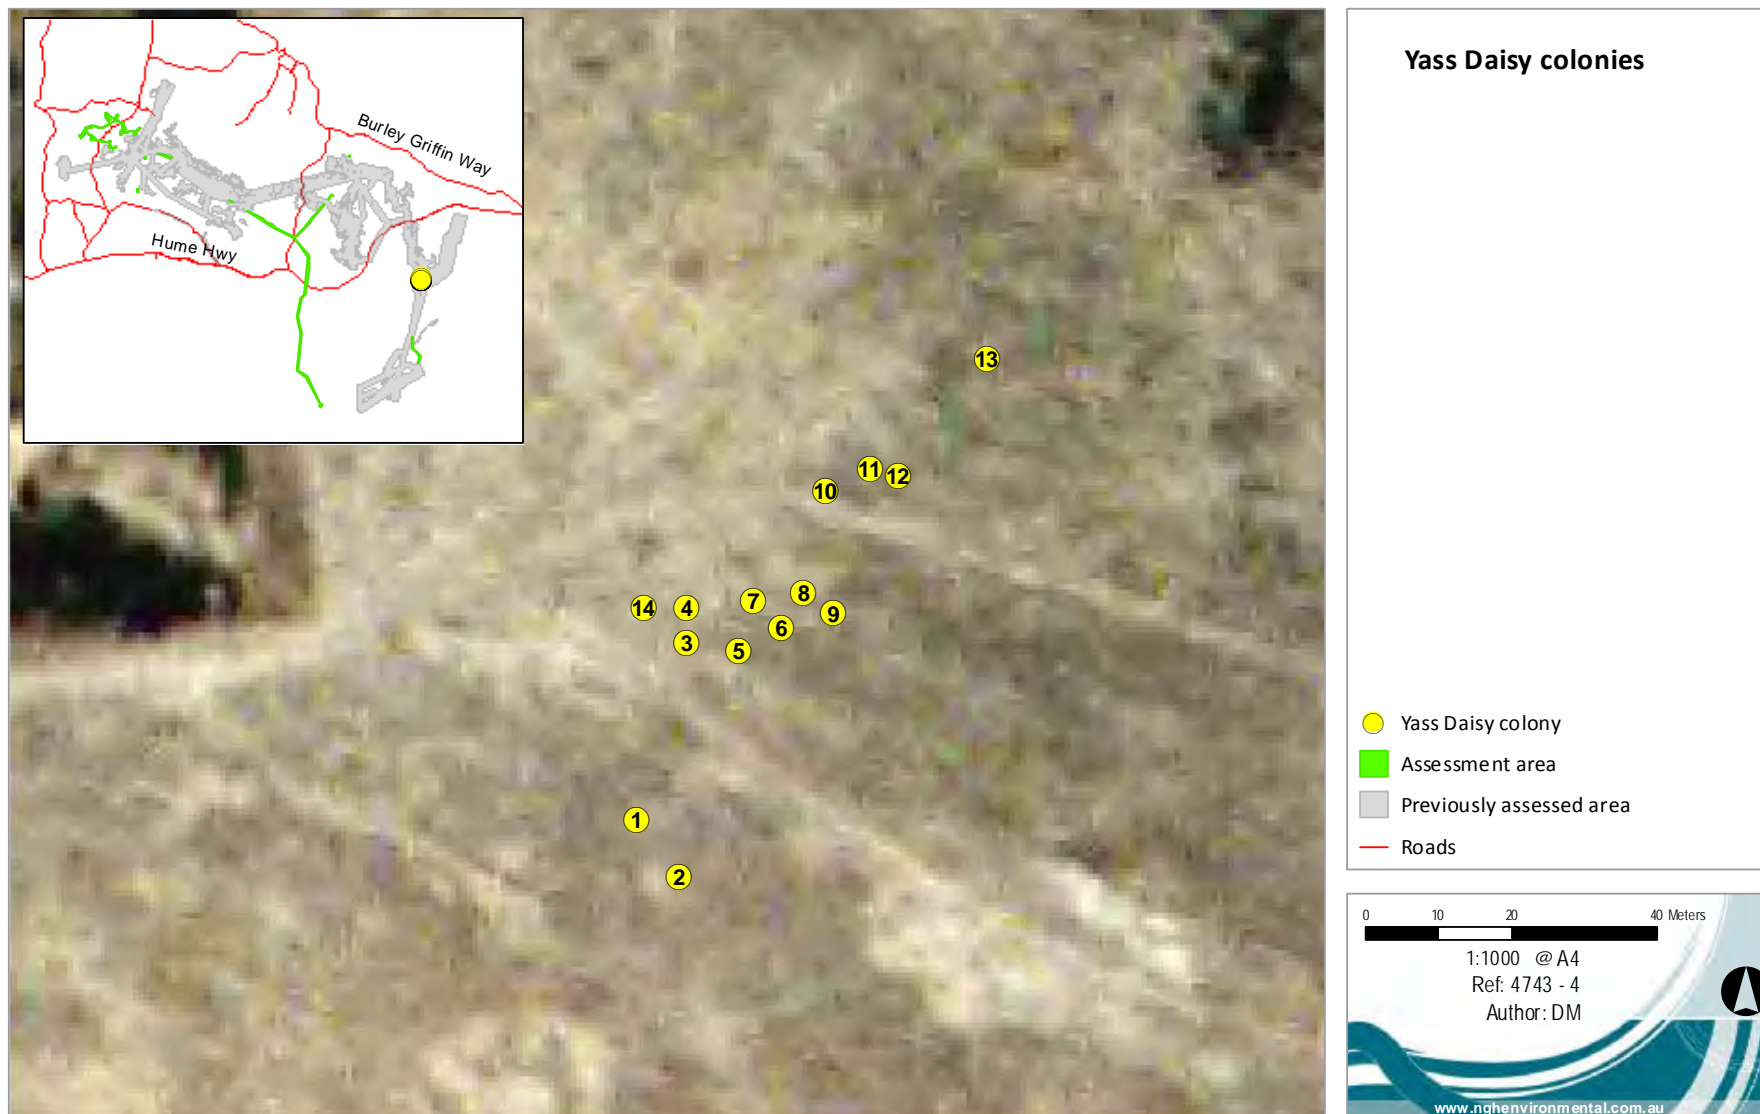 Yass Daisy colonies
Burley Griffin Way
Hume Hwy
13
11
12
10
8
7
14
4
9
6
3
5
1
2
Yass Daisy colony
Assessment area
Previously assessed area
Roads
0 10 20 40 Meters
1:1000 @ A4
Ref: 4743 - 4
Author: DM
www.nghenvironmental.com.au